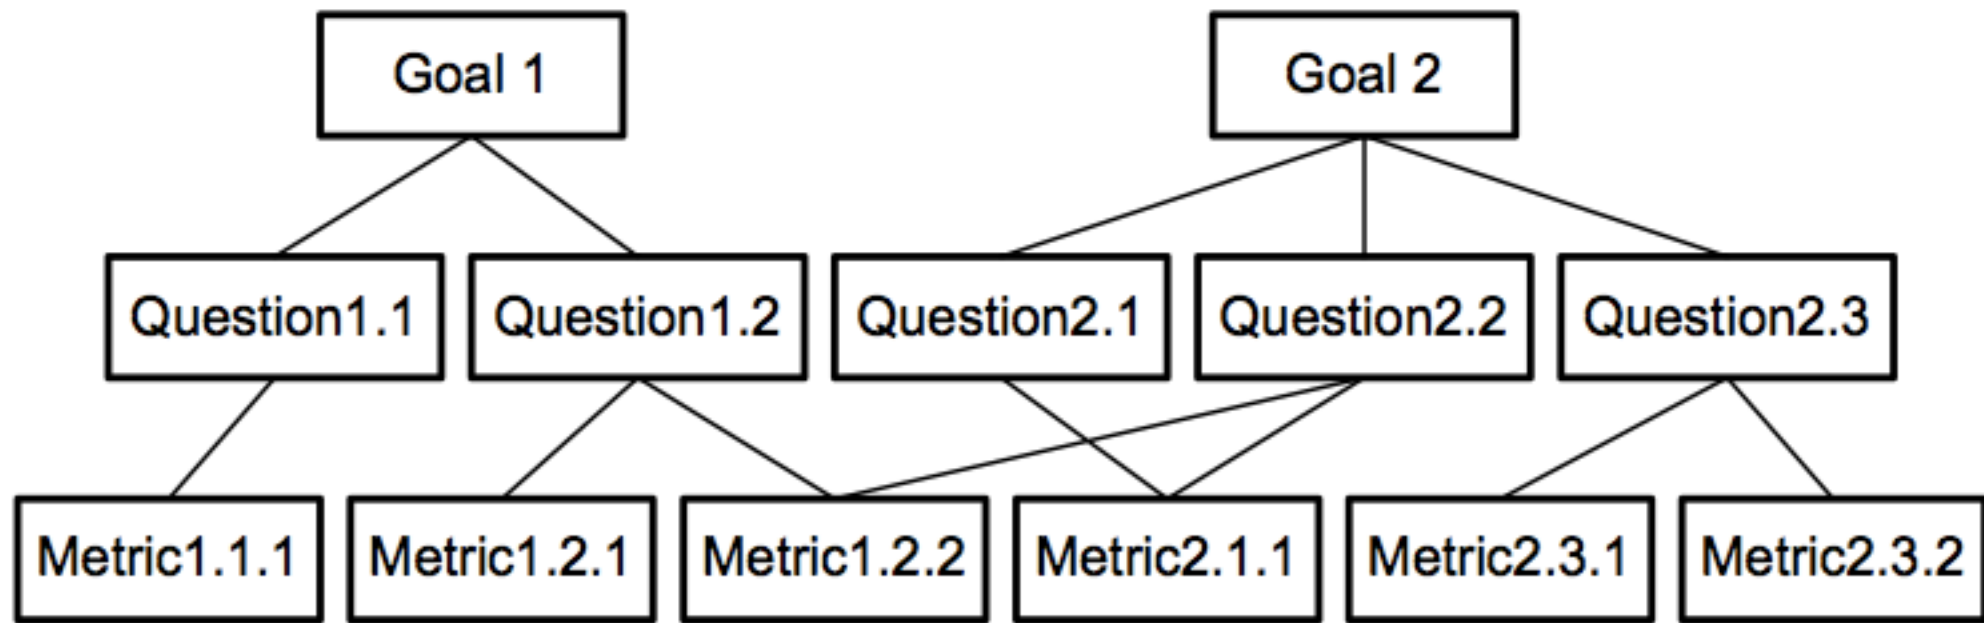 Goal 1
Goal 2
Question1.1
Question1.2
Question2.1
Question2.2
Question2.3
Metric1.1.1
Metric1.2.1
Metric1.2.2
Metric2.1.1
Metric2.3.1
Metric2.3.2